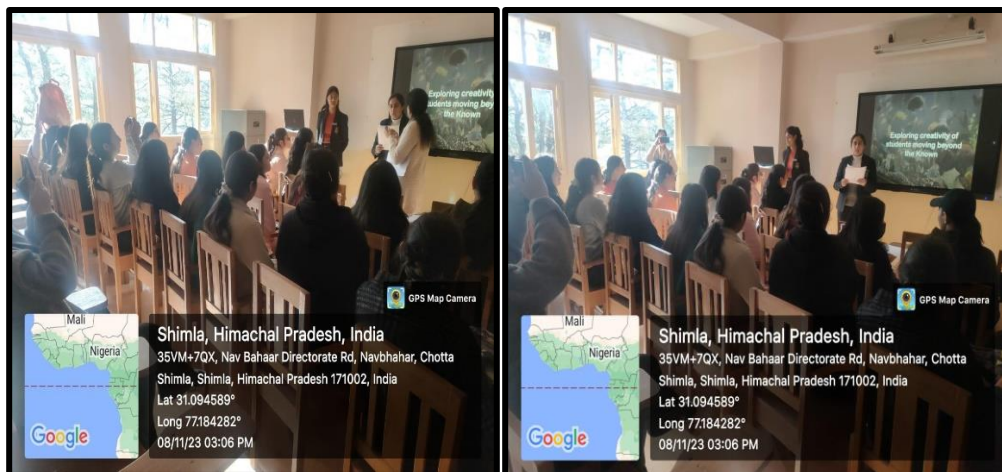 Exploring creativity
students moving beyond
the Known
GPS Map Camera
Mali
Nigeria
Google
Shimla, Himachal Pradesh, India
35VM+7QX, Nav Bahaar Directorate Rd, Navbhahar, Chotta
Shimla, Shimla, Himachal Pradesh 171002, India
Lat 31.094589°
Long 77.184282°
08/11/23 03:06 PM
Exploring creativity of
students moving beyond
the Known
GPS Map Camera
Mali
Nigeria
Google
Shimla, Himachal Pradesh, India
35VM+7QX, Nav Bahaar Directorate Rd, Navbhahar, Chotta
Shimla, Shimla, Himachal Pradesh 171002, India
Lat 31.094589°
Long 77.184282°
08/11/23 03:06 PM